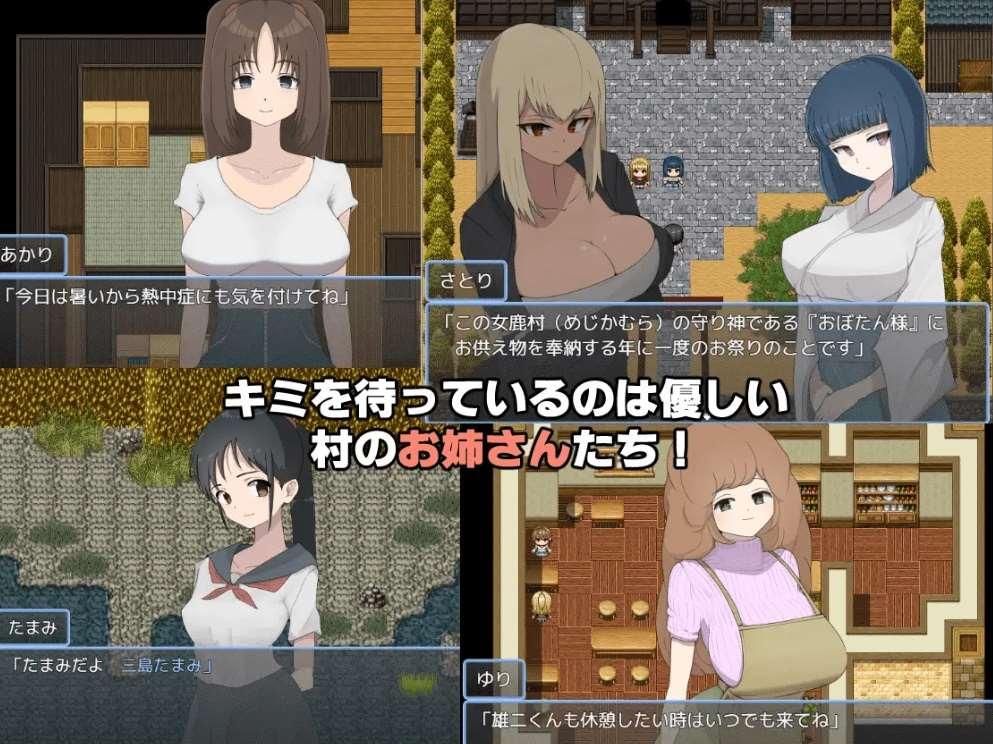 あかり
「今日は暑いから熱中症にも気を付けてね」
さとり
「この女鹿村（めじかむら）の守り神である『おぼたん様』に
お供え物を奉納する年に一度のお祭りのことです」
キミを待っているのは優しい
村のお姉さんたち！
たまみ
「たまみだよ　三島たまみ」
ゆり
「雄二くんも休憩したい時はいつでも来てね」